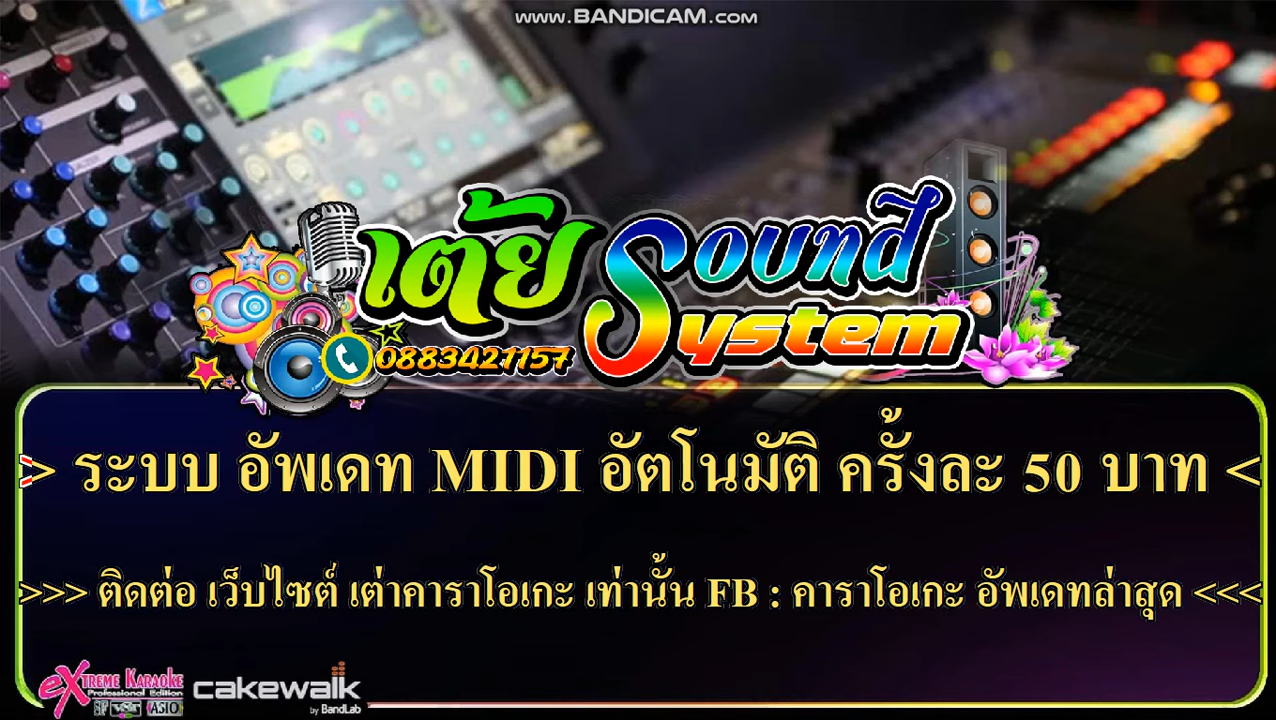 www.BANDICAM.com
เต้ย Sound System
0883421157
> ระบบ อัพเดท MIDI อัตโนมัติ ครั้งละ 50 บาท <
>>> ติดต่อ เว็บไซต์ เต่าคาราโอเกะ เท่านั้น FB : คาราโอเกะ อัพเดทล่าสุด <<<
eXtreme Karaoke
Professional Edition
ASIO
cakewalk
by BandLab